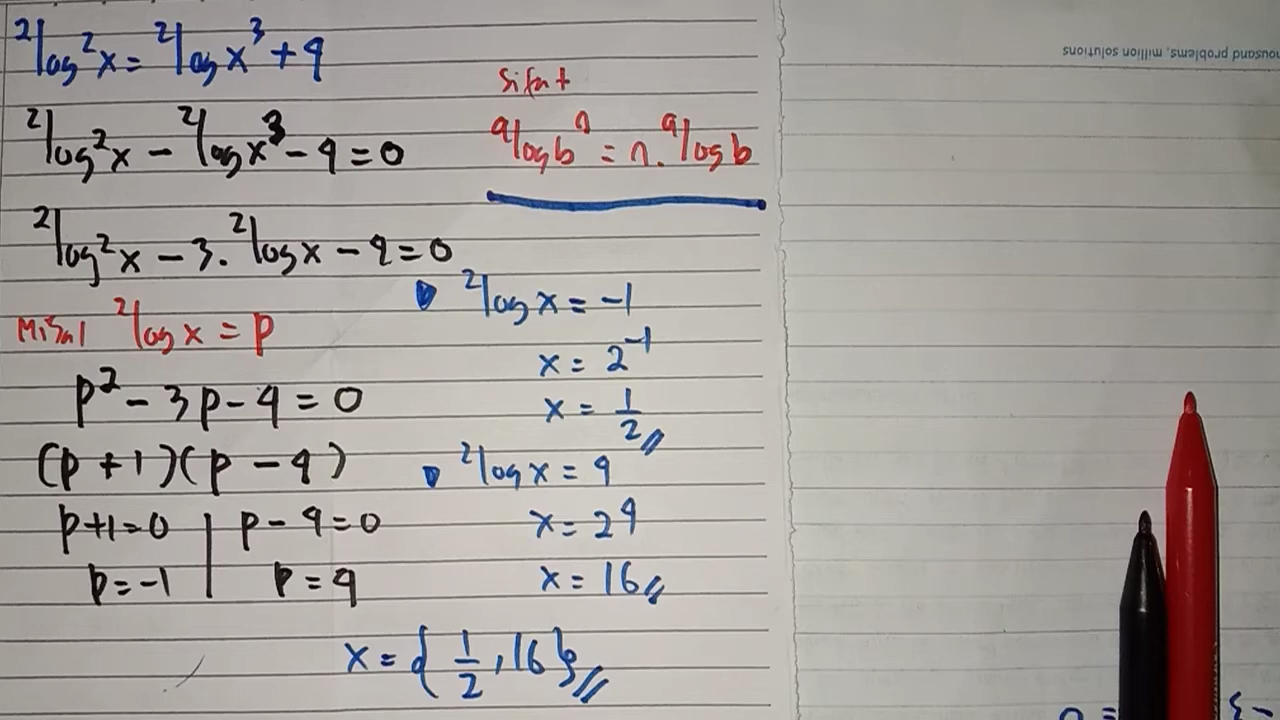 ²log²x = ²log x³ + 4
²log²x − ²log x³ − 4 = 0
²log²x − 3. ²log x − 4 = 0
Misal ²log x = p
p² − 3p − 4 = 0
(p + 1)(p − 4)
p+1=0 | p − 4 = 0
p = −1 | p = 4
sifat
ᵃlog bⁿ = n. ᵃlog b
²log x = −1
x = 2⁻¹
x = 1/2
²log x = 4
x = 2⁴
x = 16
x = { 1/2 , 16 }
ousand problems, million solutions